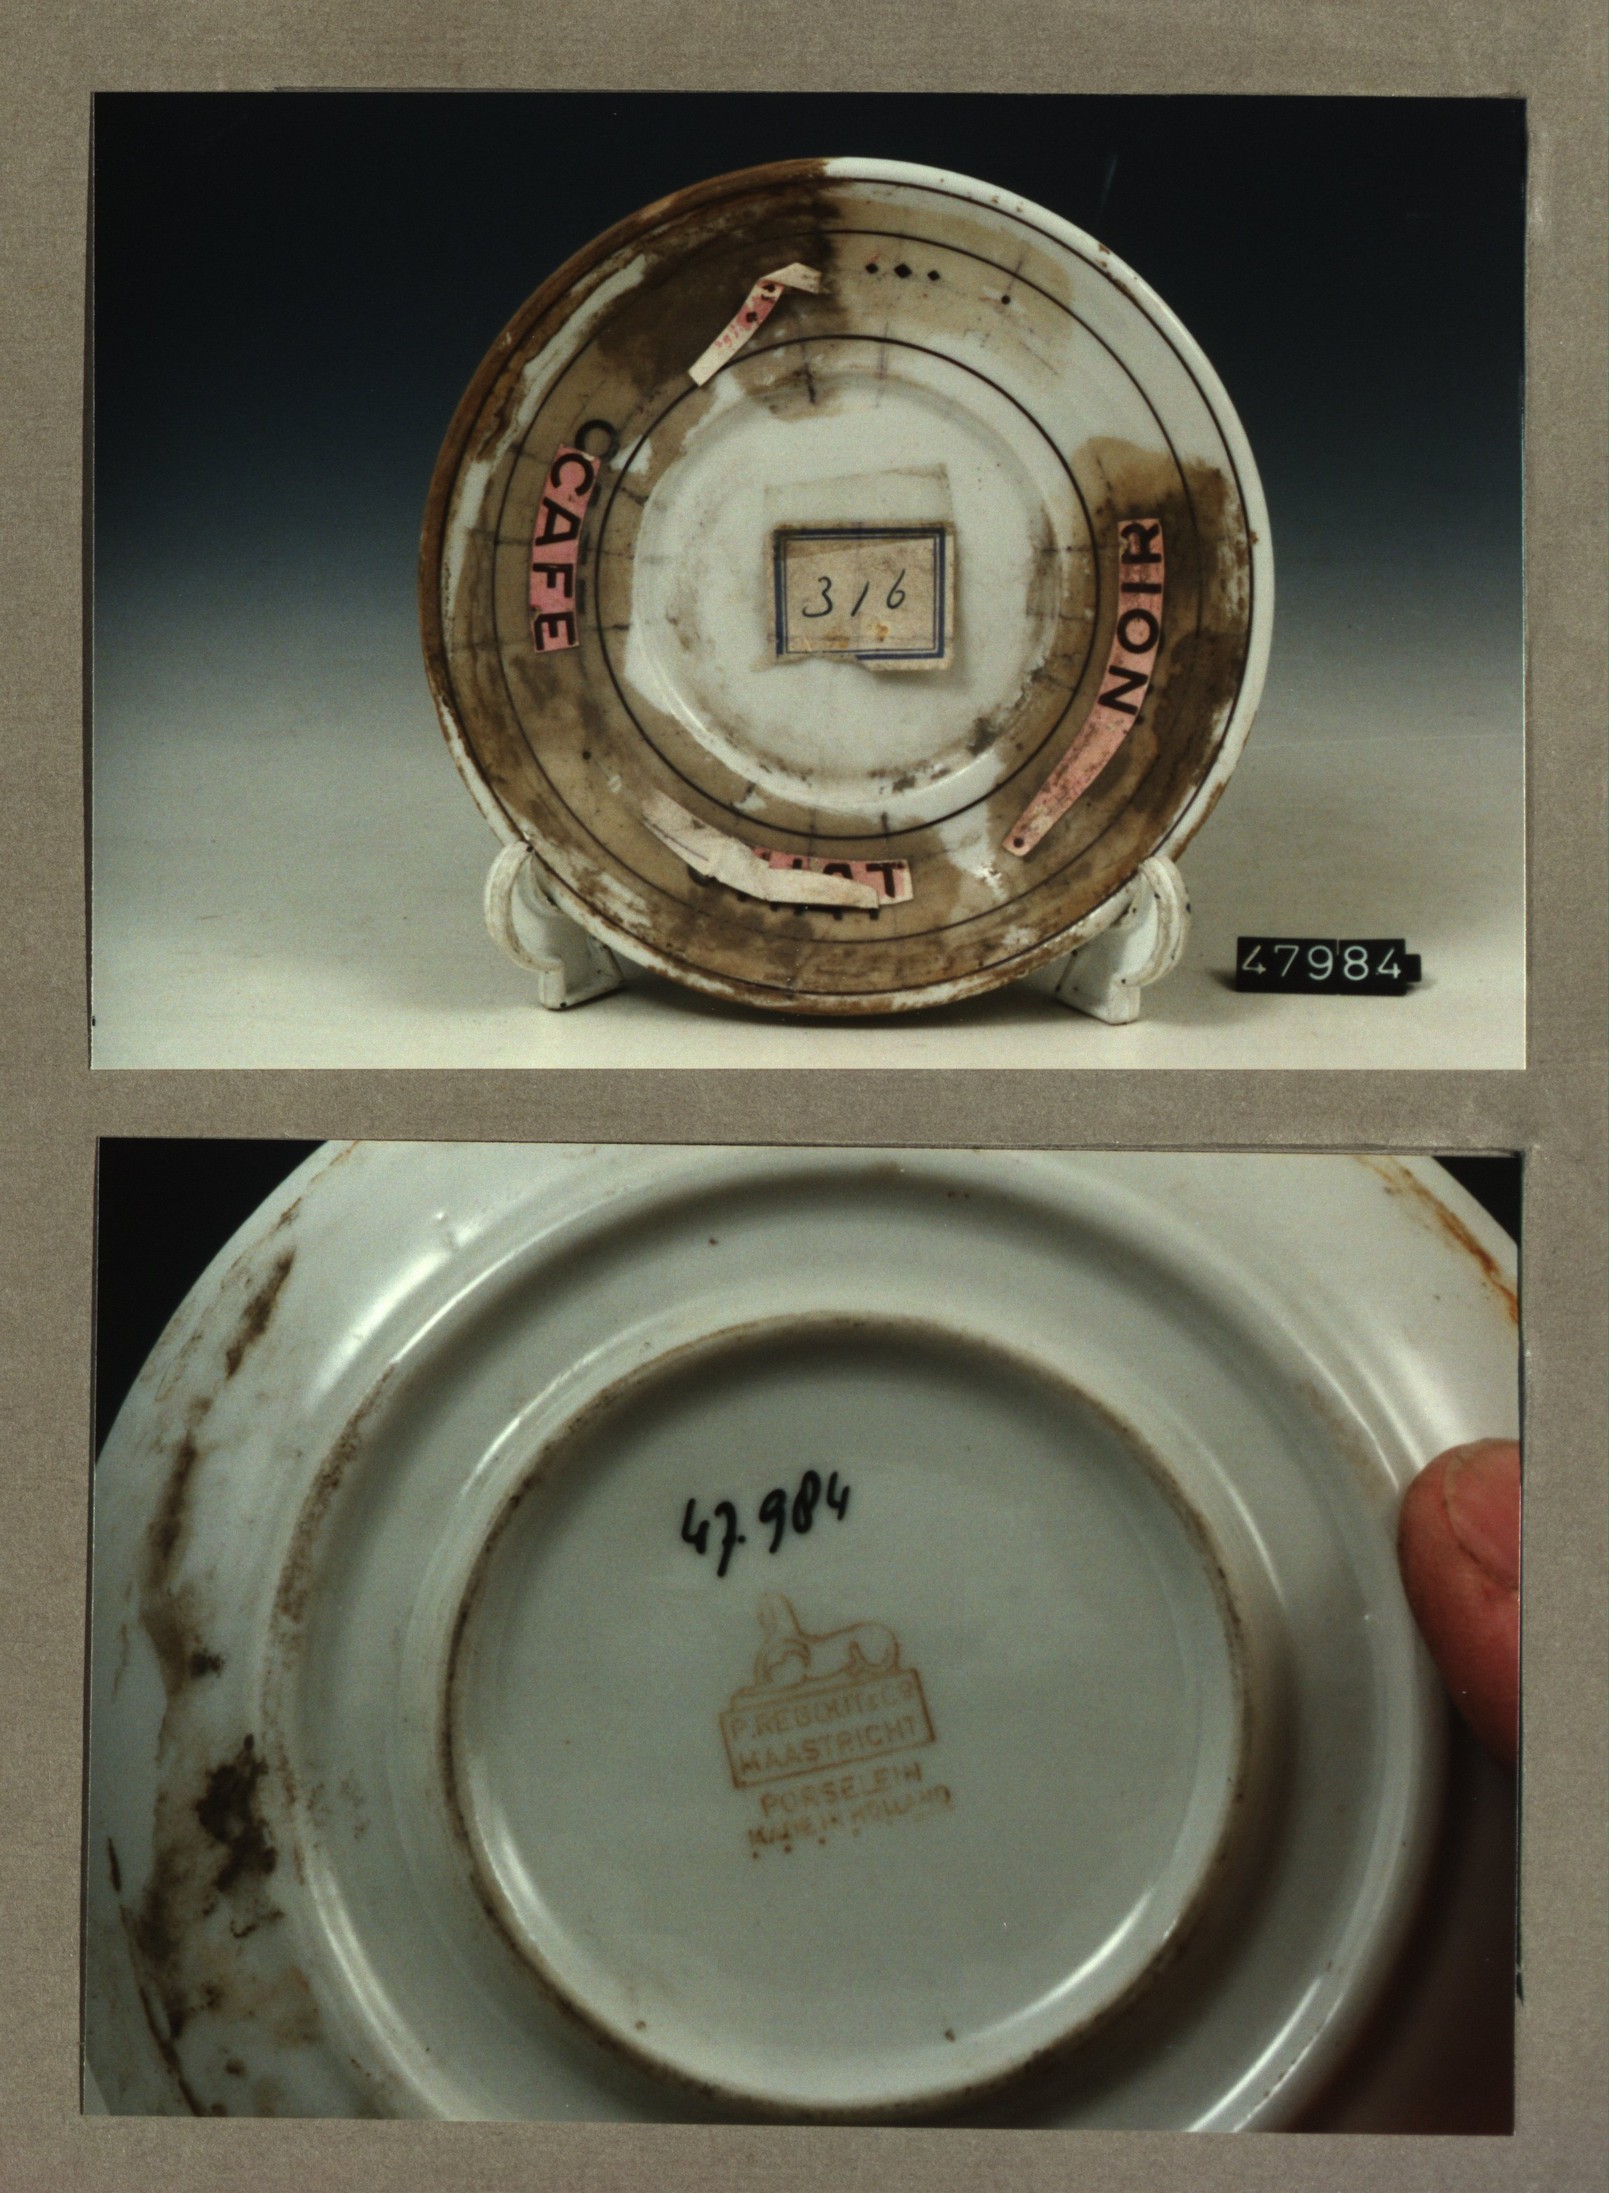 CAFE
NOIR
316
47984
47.984
P. REGOUT & Co
MAASTRICHT
PORSELEIN
MADE IN HOLLAND